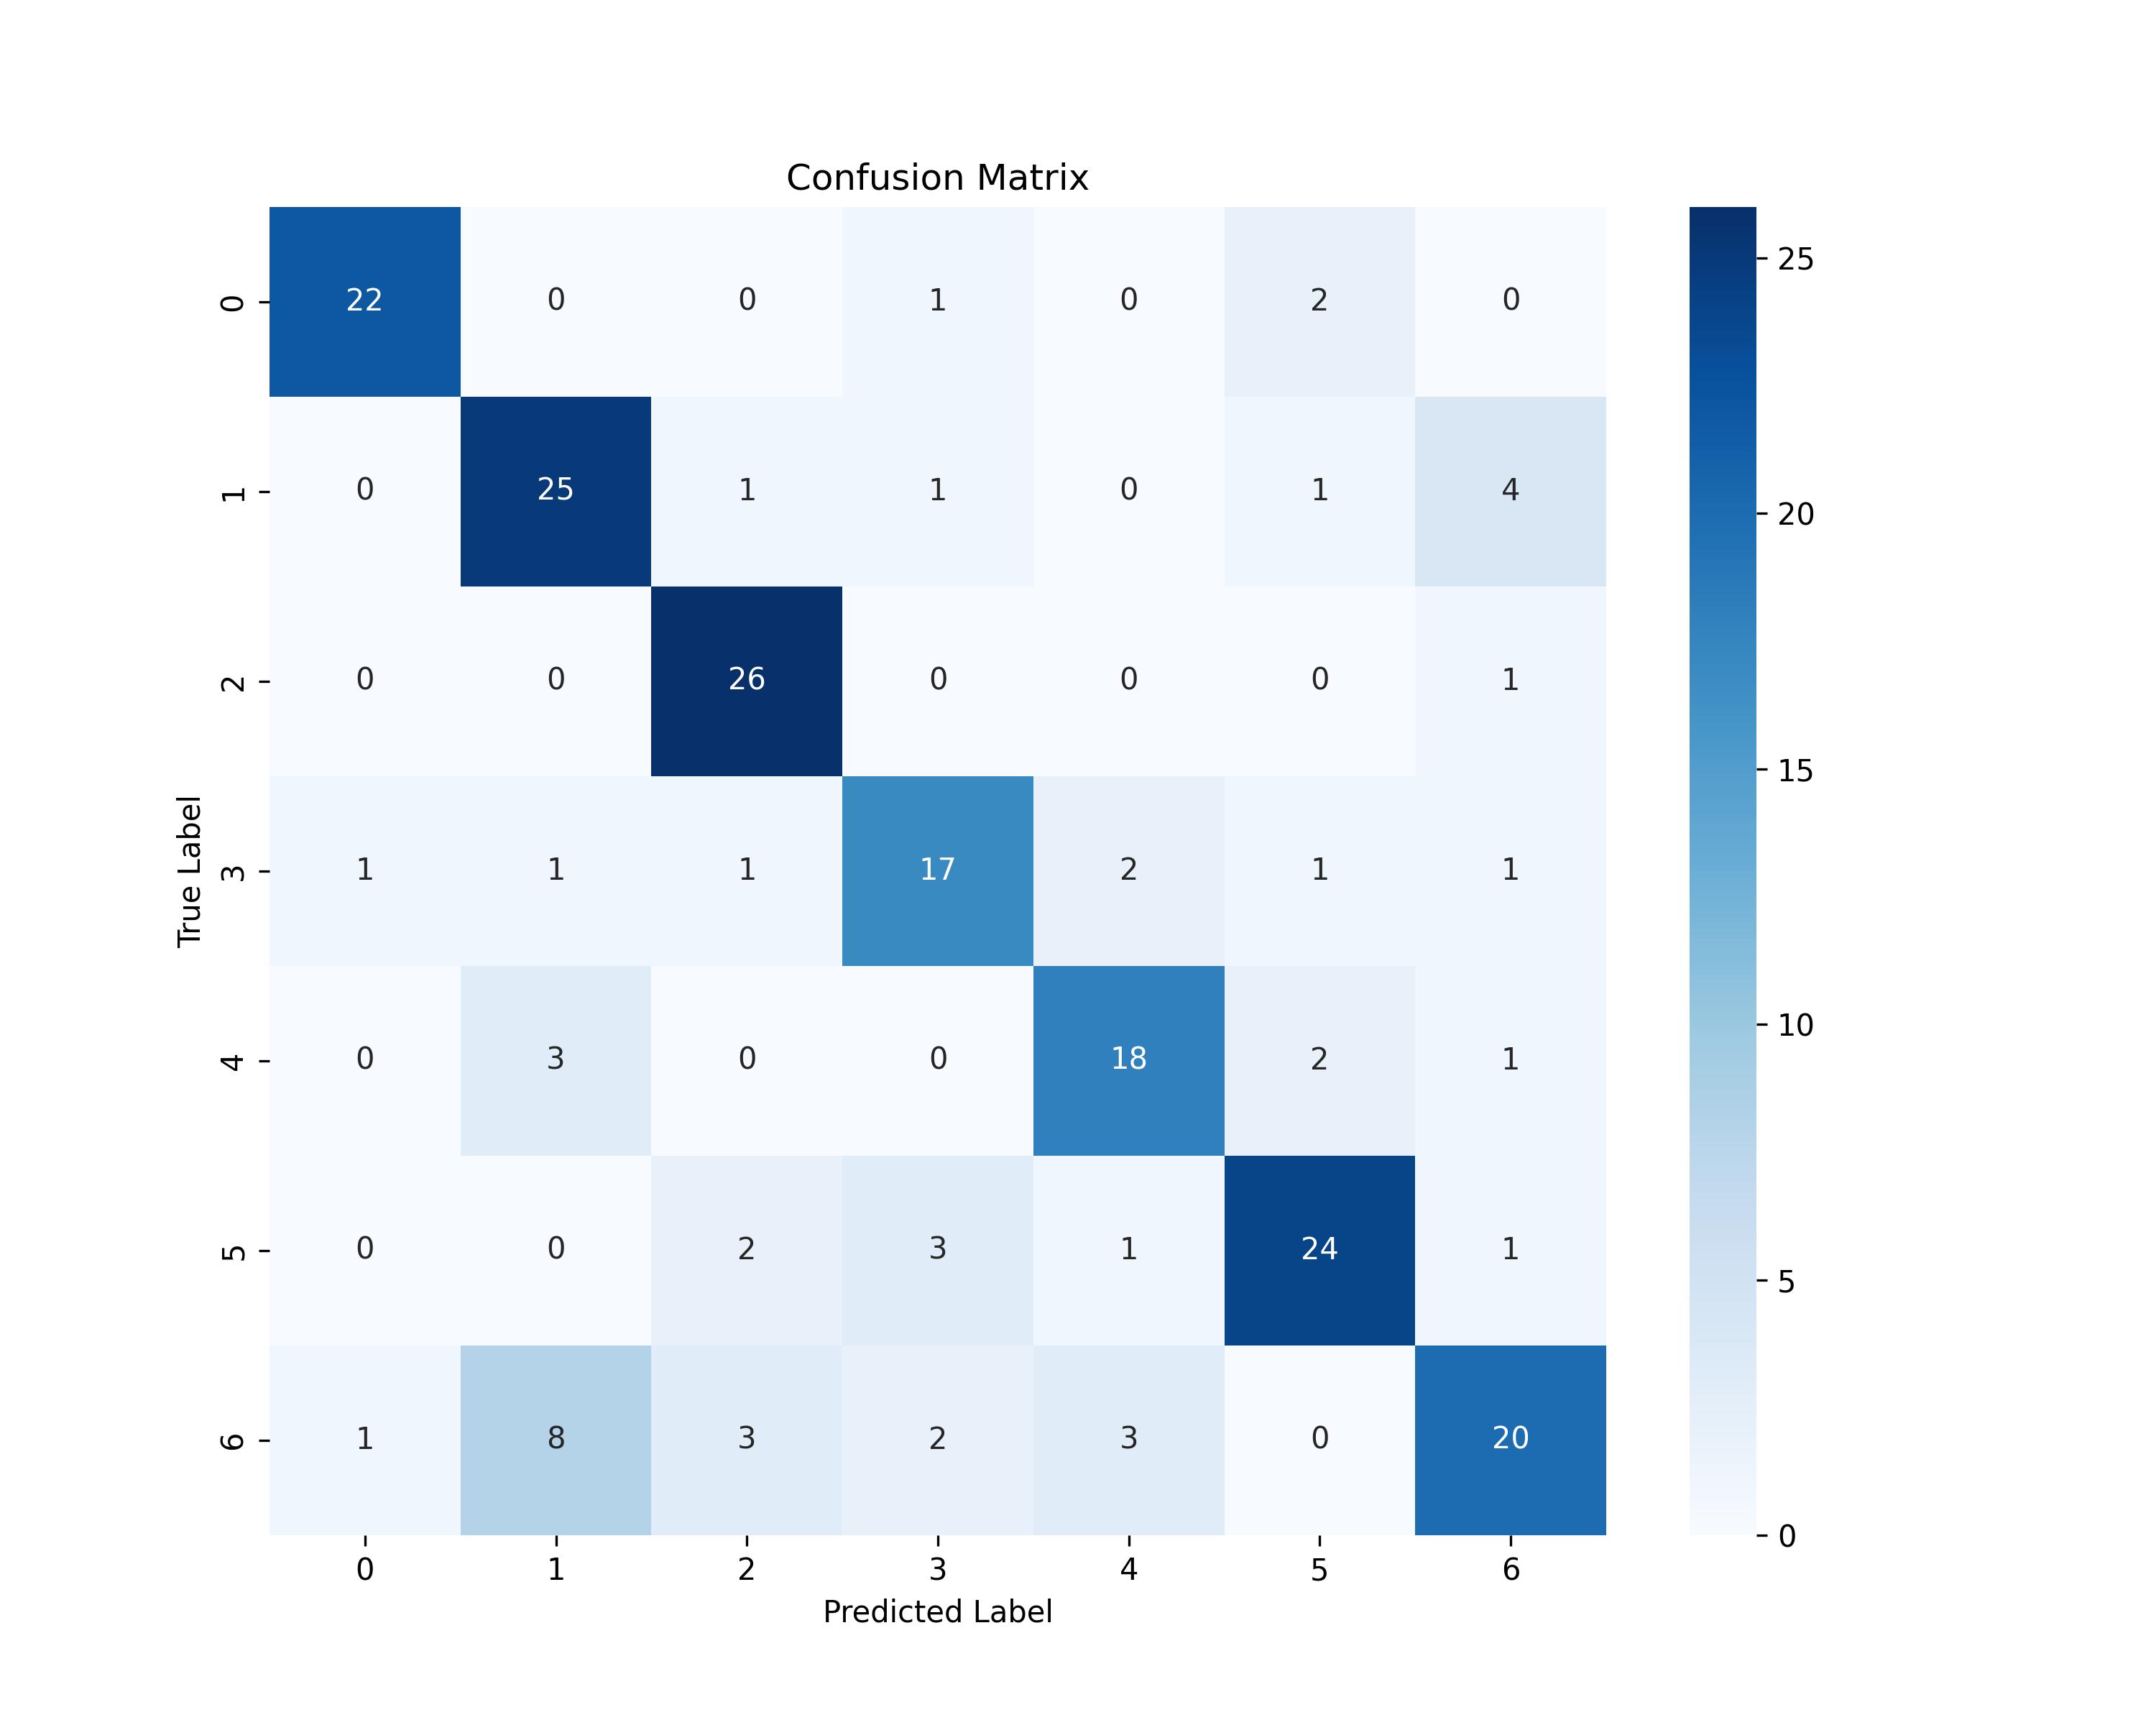 Confusion Matrix
0 22 0 0 1 0 2 0
1 0 25 1 1 0 1 4
2 0 0 26 0 0 0 1
True Label
3 1 1 1 17 2 1 1
4 0 3 0 0 18 2 1
5 0 0 2 3 1 24 1
6 1 8 3 2 3 0 20
0 1 2 3 4 5 6
Predicted Label
25
20
15
10
5
0